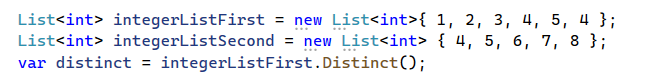 List<int> integerListFirst = new List<int>{ 1, 2, 3, 4, 5, 4 };
List<int> integerListSecond = new List<int> { 4, 5, 6, 7, 8 };
var distinct = integerListFirst.Distinct();